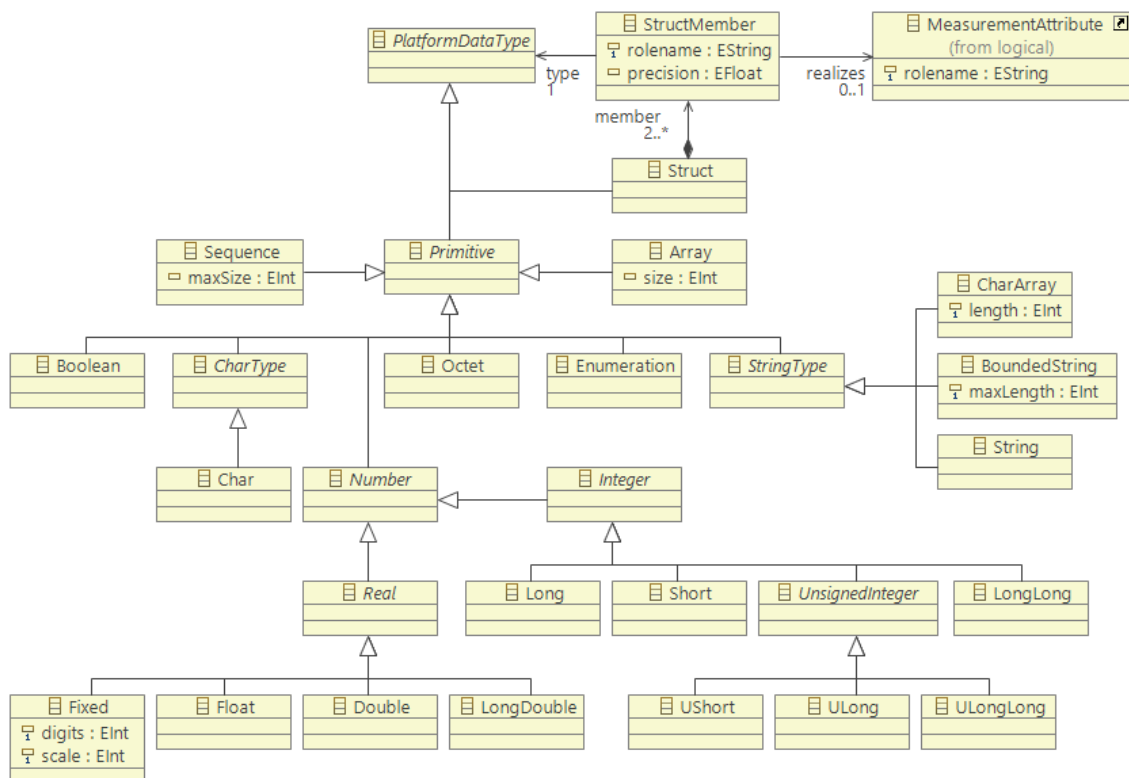 PlatformDataType
StructMember
rolename : EString
precision : EFloat
MeasurementAttribute
(from logical)
rolename : EString
type
1
realizes
0..1
member
2..*
Struct
Sequence
maxSize : EInt
Primitive
Array
size : EInt
CharArray
length : EInt
Boolean
CharType
Octet
Enumeration
StringType
BoundedString
maxLength : EInt
String
Char
Number
Integer
Real
Long
Short
UnsignedInteger
LongLong
Fixed
digits : EInt
scale : EInt
Float
Double
LongDouble
UShort
ULong
ULongLong